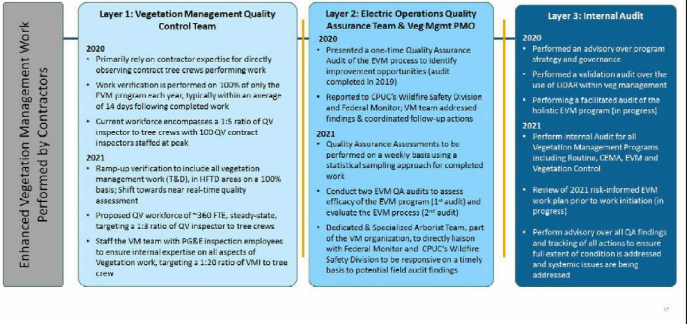 Enhanced Vegetation Management Work
Performed by Contractors
Layer 1: Vegetation Management Quality
Control Team
2020
• Primarily rely on contractor expertise for directly
observing contract tree crews performing work
• Work verification is performed on 100% of only the
EVM program each year, typically within an average
of 14 days following completed work
• Current workforce encompasses a 1:5 ratio of QV
inspector to tree crews with 100 QV contract
inspectors staffed at peak
2021
• Ramp-up verification to include all vegetation
management work (T&D), in HFTD areas on a 100%
basis; Shift towards near real-time quality
assessment
• Proposed QV workforce of ~360 FTE, steady-state,
targeting a 1:3 ratio of QV inspector to tree crews
• Staff the VM team with PG&E inspection employees
to ensure internal expertise on all aspects of
Vegetation work, targeting a 1:20 ratio of VMI to tree
crew
Layer 2: Electric Operations Quality
Assurance Team & Veg Mgmt PMO
2020
• Presented a one-time Quality Assurance
Audit of the EVM process to identify
improvement opportunities (audit
completed in 2019)
• Reported to CPUC's Wildfire Safety Division
and Federal Monitor; VM team addressed
findings & coordinated follow-up actions
2021
• Quality Assurance Assessments to be
performed on a weekly basis using a
statistical sampling approach for completed
work
• Conduct two EVM QA audits to assess
efficacy of the EVM program (1st audit) and
evaluate the EVM process (2nd audit)
• Dedicated & Specialized Arborist Team, part
of the VM organization, to directly liaison
with Federal Monitor and CPUC's Wildfire
Safety Division to be responsive on a timely
basis to potential field audit findings
Layer 3: Internal Audit
2020
• Performed an advisory over program
strategy and governance
• Performed a validation audit over the
use of LiDAR within veg management
• Performing a facilitated audit of the
holistic EVM program (in progress)
2021
• Perform Internal Audit for all
Vegetation Management Programs
including Routine, CEMA, EVM and
Vegetation Control
• Review of 2021 risk-informed EVM
work plan prior to work initiation (in
progress)
• Perform advisory over all QA findings
and tracking of all actions to ensure
full extent of condition is addressed
and systemic issues are being
addressed